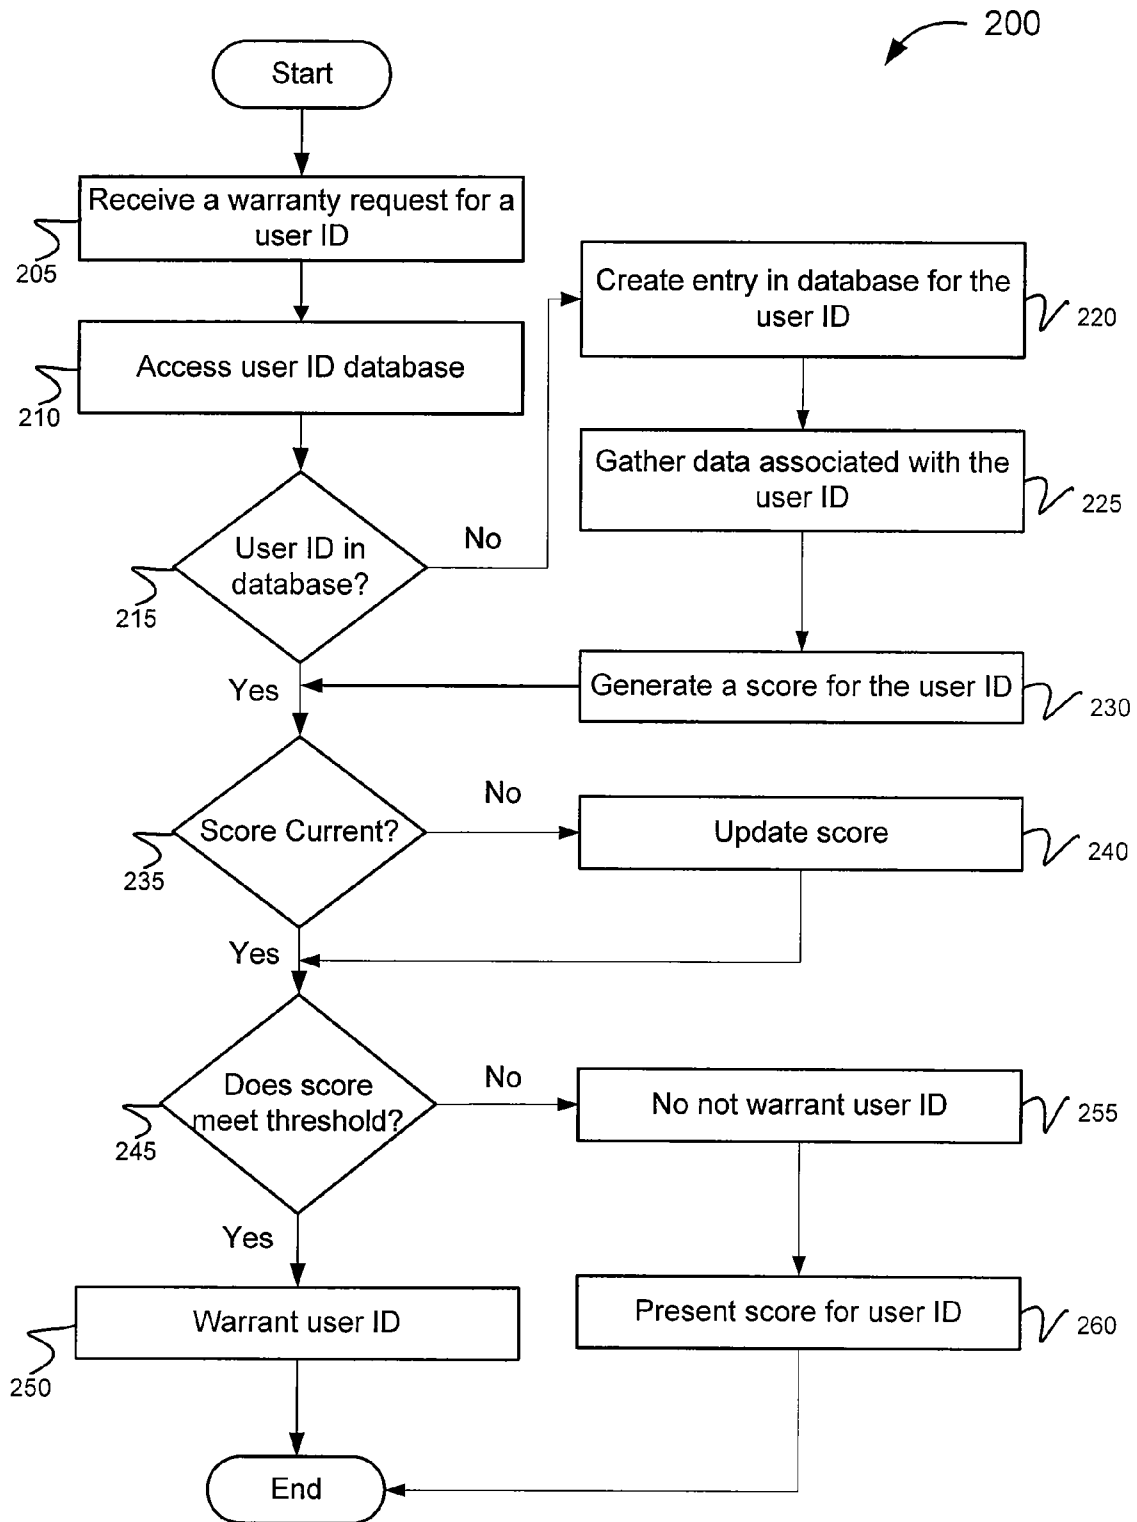 200
Start
Receive a warranty request for a
user ID
205
Create entry in database for the
user ID
220
Access user ID database
210
Gather data associated with the
user ID
225
User ID in
database?
No
215
Yes
Generate a score for the user ID
230
Score Current?
No
235
Update score
240
Yes
Does score
meet threshold?
No
245
No not warrant user ID
255
Yes
Warrant user ID
250
Present score for user ID
260
End